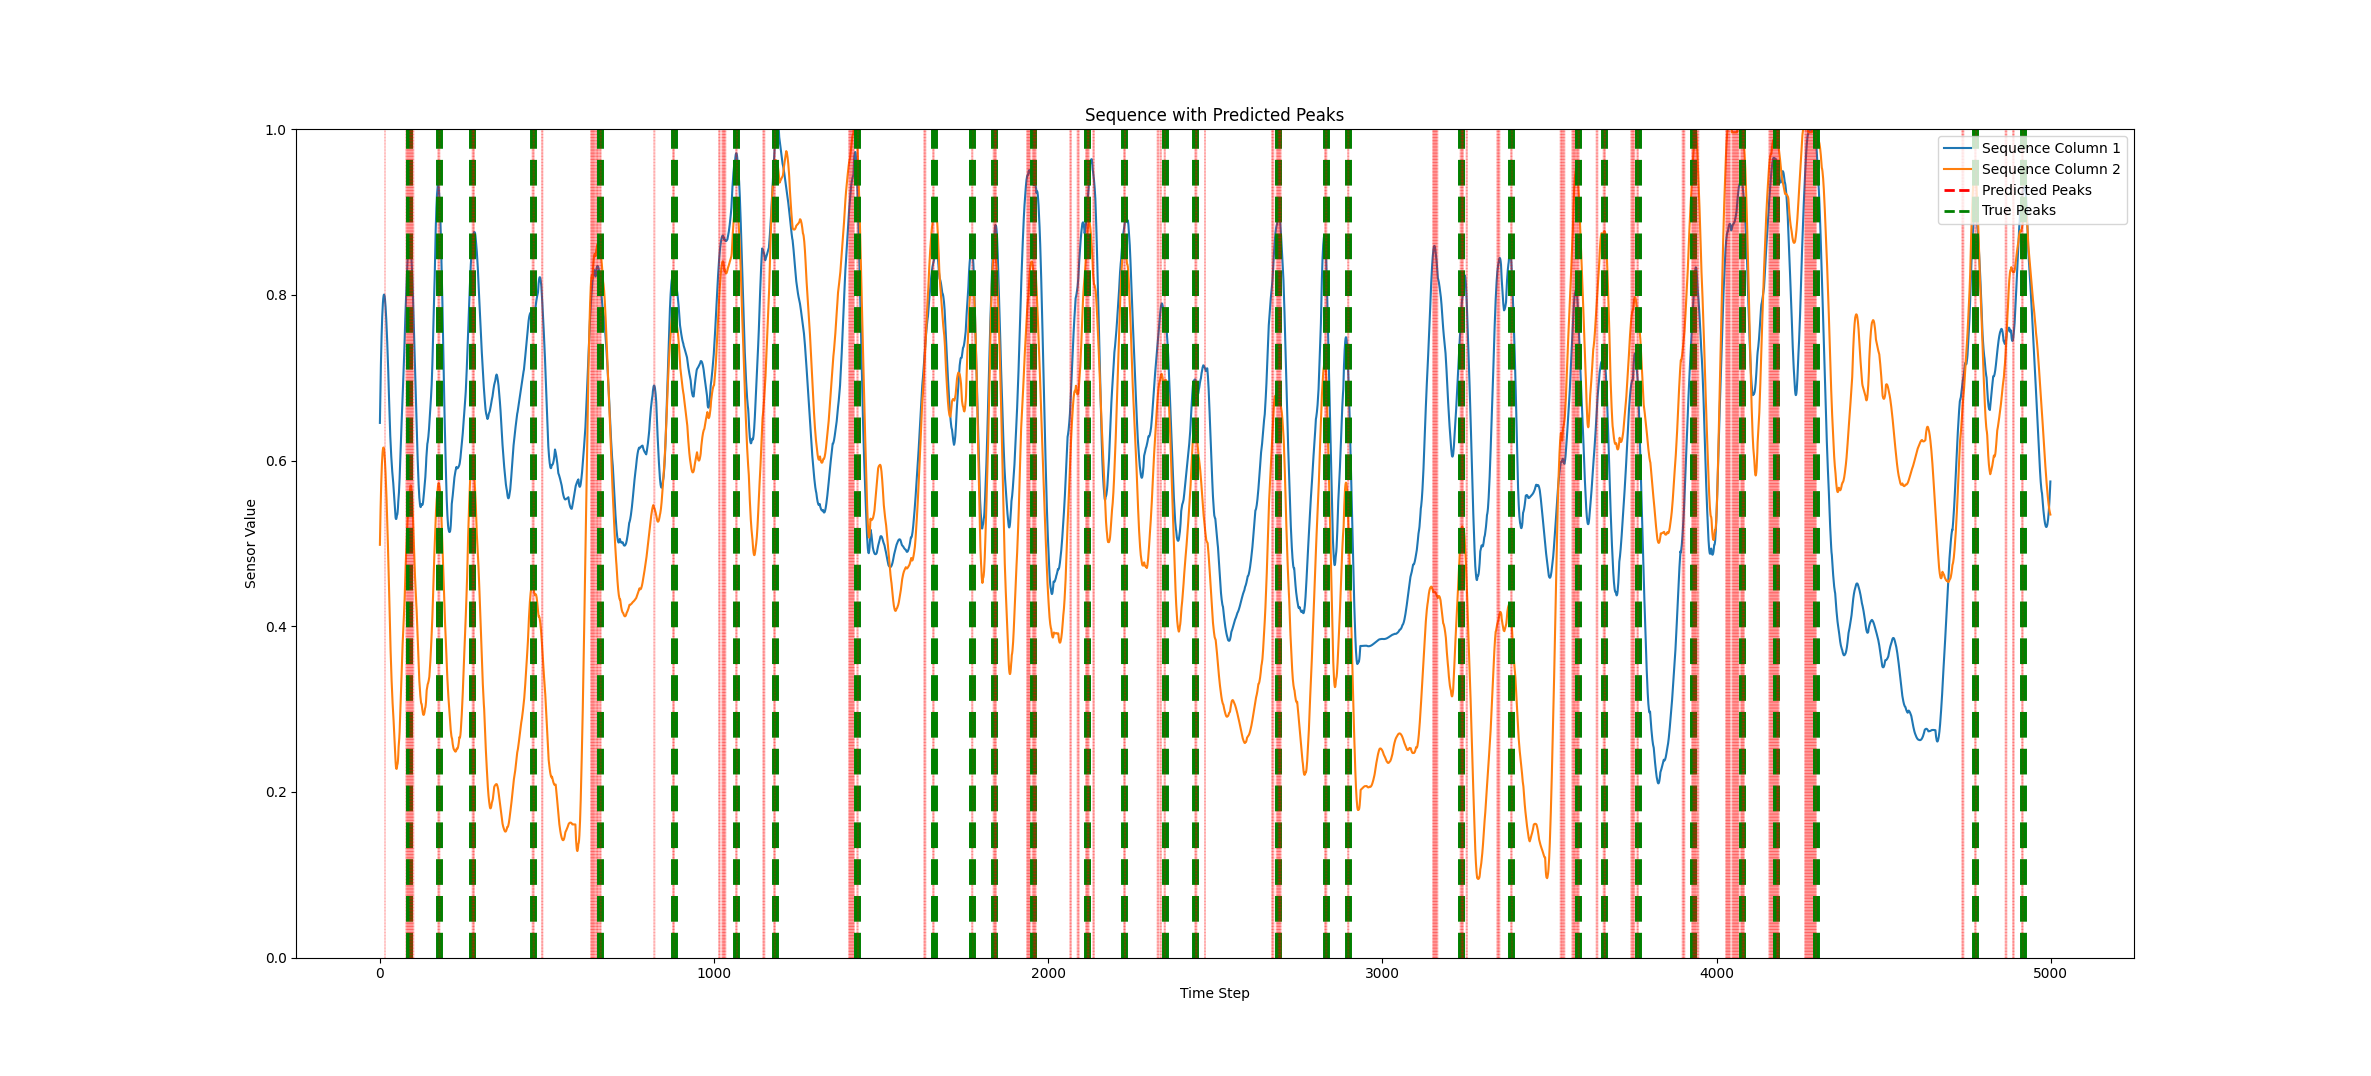 Sequence with Predicted Peaks
1.0
0.8
0.6
0.4
0.2
0.0
Sensor Value
Sequence Column 1
Sequence Column 2
Predicted Peaks
True Peaks
0
1000
2000
3000
4000
5000
Time Step